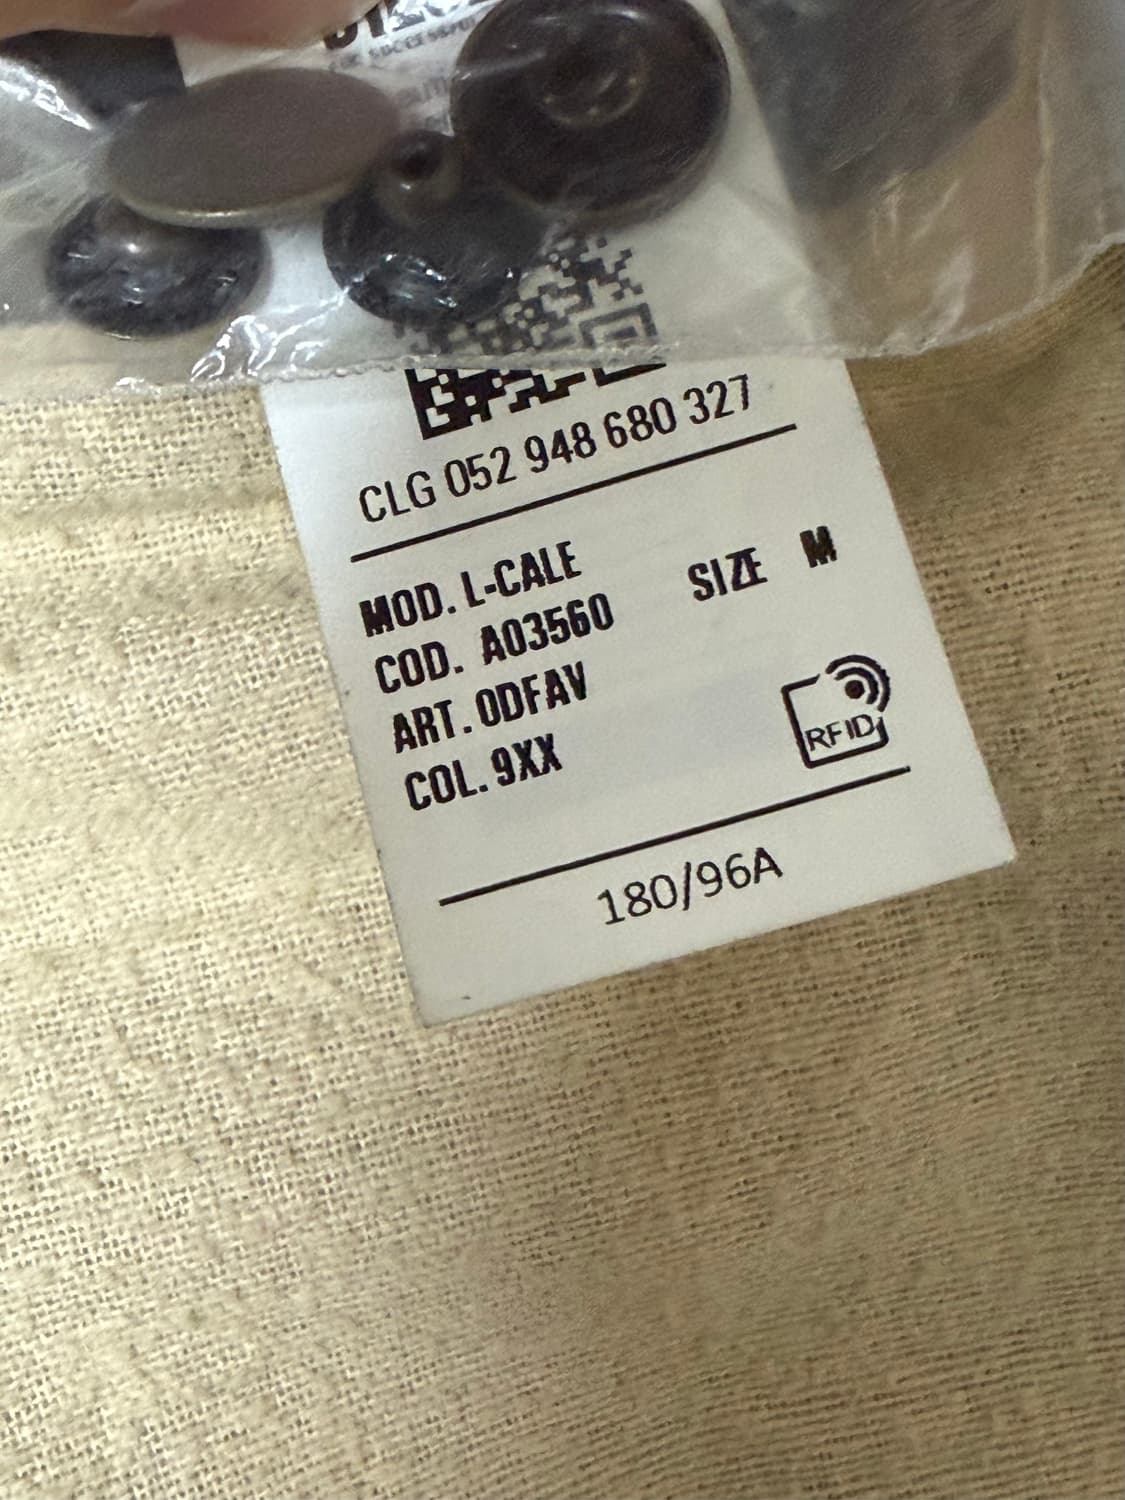 CLG 052 948 680 327
MOD. L-CALE
SIZE M
COD. A03560
ART. 0DFAV
COL. 9XX
RFID
180/96A